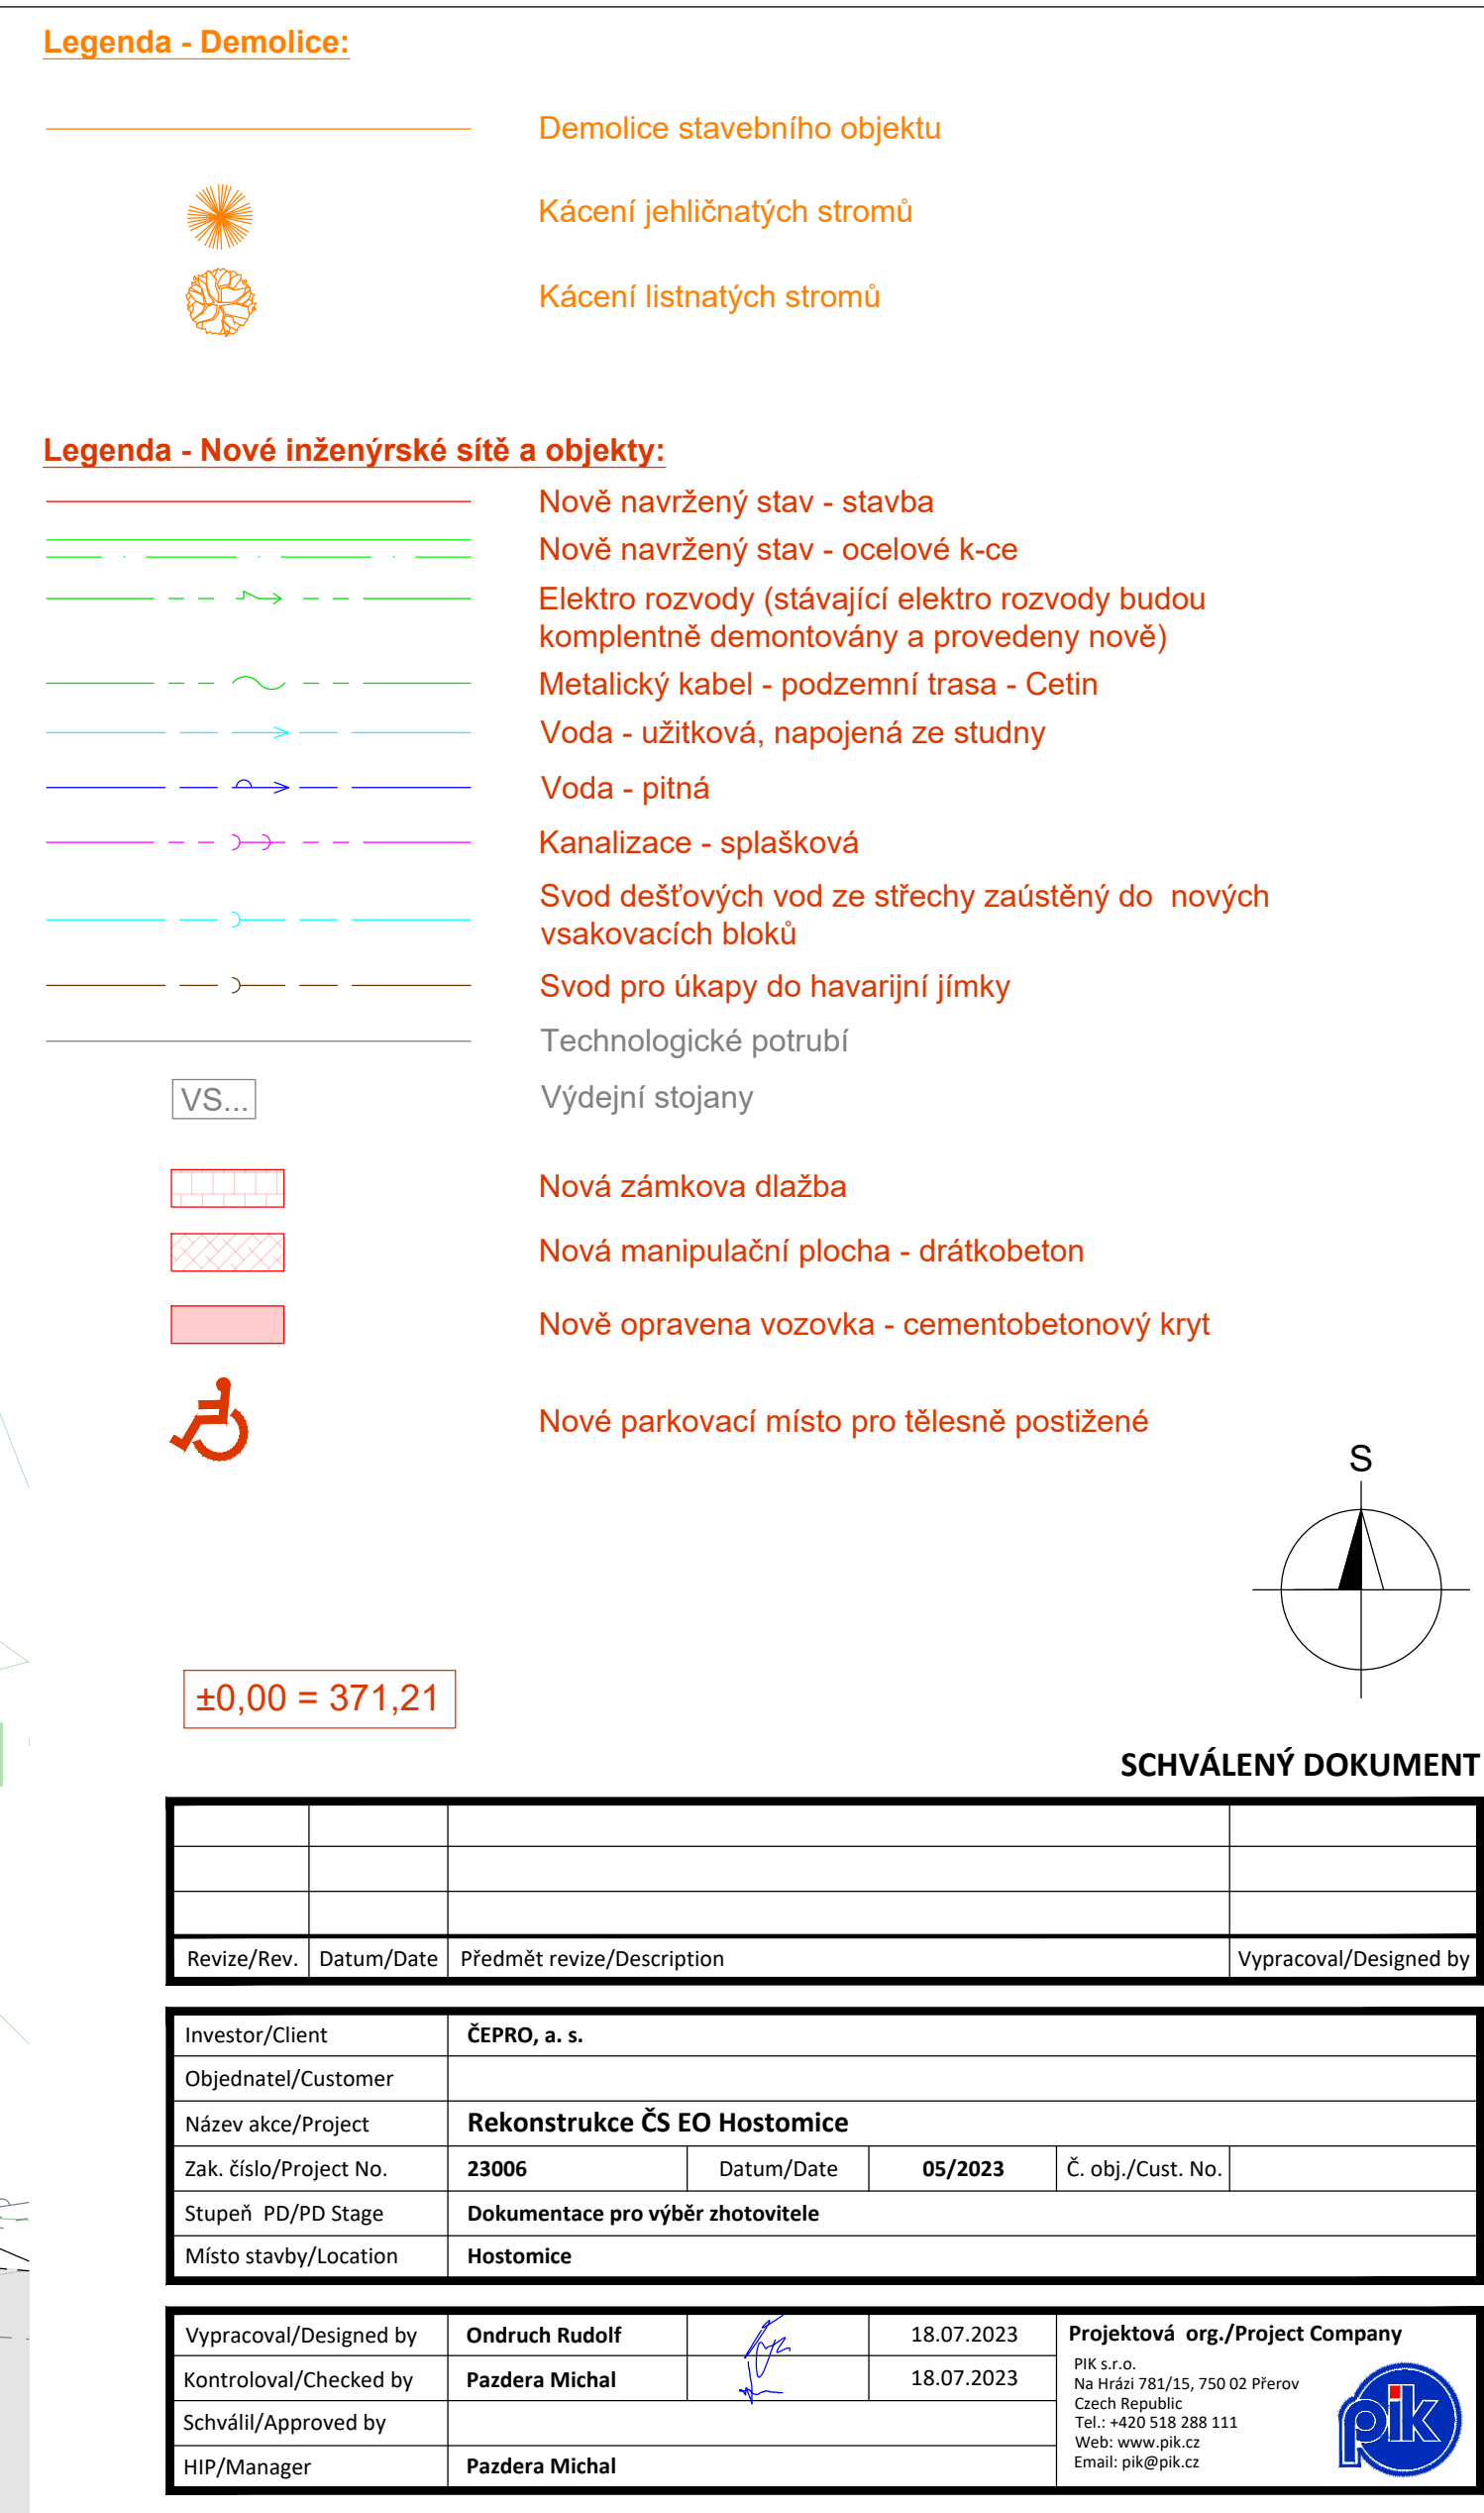 Legenda - Demolice:
Demolice stavebního objektu
Kácení jehličnatých stromů
Kácení listnatých stromů
Legenda - Nové inženýrské sítě a objekty:
Nově navržený stav - stavba
Nově navržený stav - ocelové k-ce
Elektro rozvody (stávající elektro rozvody budou
komplentně demontovány a provedeny nově)
Metalický kabel - podzemní trasa - Cetin
Voda - užitková, napojená ze studny
Voda - pitná
Kanalizace - splašková
Svod dešťových vod ze střechy zaústěný do  nových
vsakovacích bloků
Svod pro úkapy do havarijní jímky
Technologické potrubí
VS... Výdejní stojany
Nová zámkova dlažba
Nová manipulační plocha - drátkobeton
Nově opravena vozovka - cementobetonový kryt
Nové parkovací místo pro tělesně postižené
S
±0,00 = 371,21
SCHVÁLENÝ DOKUMENT
Revize/Rev. Datum/Date Předmět revize/Description Vypracoval/Designed by
Investor/Client ČEPRO, a. s.
Objednatel/Customer
Název akce/Project Rekonstrukce ČS EO Hostomice
Zak. číslo/Project No. 23006 Datum/Date 05/2023 Č. obj./Cust. No.
Stupeň  PD/PD Stage Dokumentace pro výběr zhotovitele
Místo stavby/Location Hostomice
Vypracoval/Designed by Ondruch Rudolf 18.07.2023
Kontroloval/Checked by Pazdera Michal 18.07.2023
Schválil/Approved by
HIP/Manager Pazdera Michal
Projektová  org./Project Company
PIK s.r.o.
Na Hrázi 781/15, 750 02 Přerov
Czech Republic
Tel.: +420 518 288 111
Web: www.pik.cz
Email: pik@pik.cz
pik